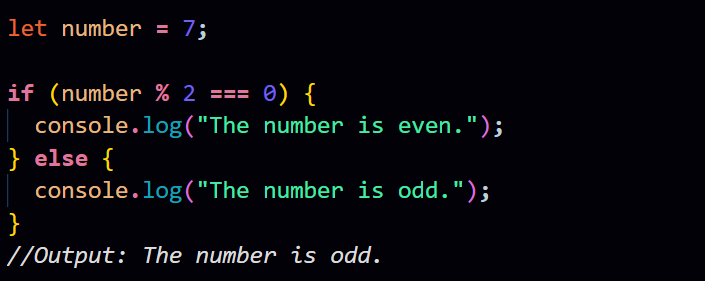 let number = 7;
if (number % 2 === 0) {
console.log("The number is even.");
} else {
console.log("The number is odd.");
}
//Output: The number is odd.